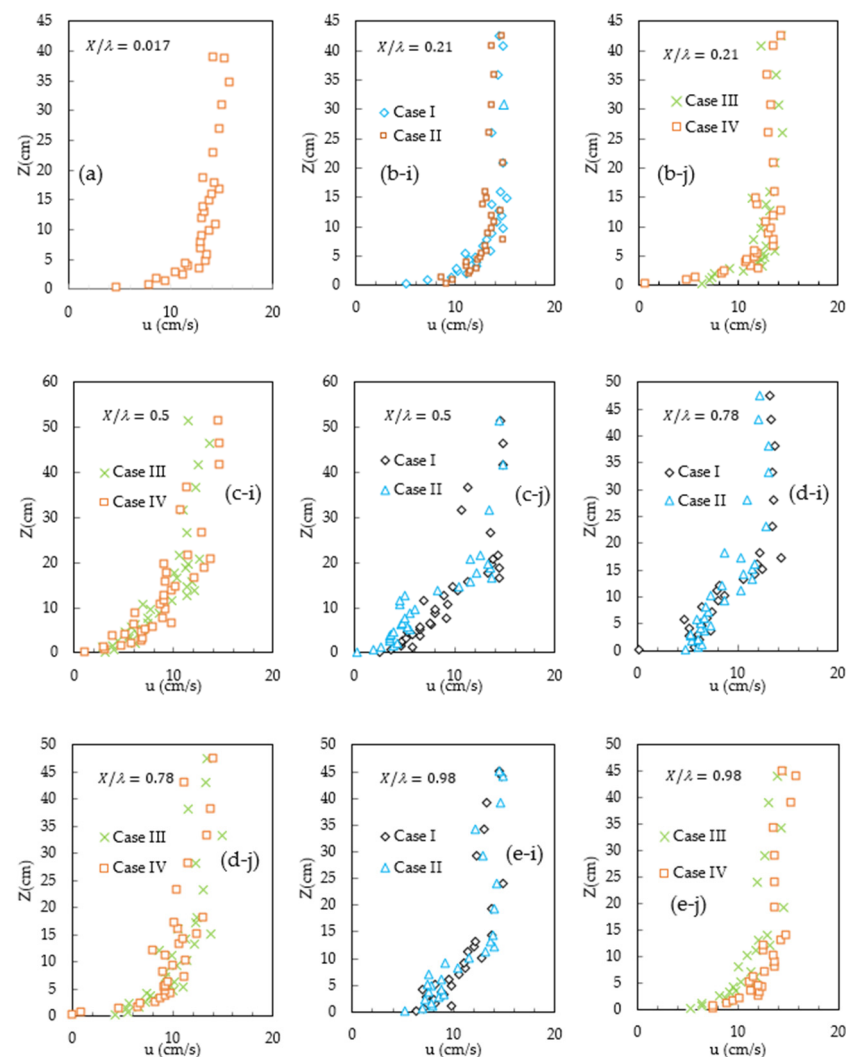 45
40
35
30
25
20
15
10
5
0
Z(cm)
X/λ = 0.017
(a)
0 10 20
u (cm/s)
45
40
35
30
25
20
15
10
5
0
Z(cm)
X/λ = 0.21
Case I
Case II
(b-i)
0 10 20
u (cm/s)
45
40
35
30
25
20
15
10
5
0
Z(cm)
X/λ = 0.21
Case III
Case IV
(b-j)
0 10 20
u (cm/s)
60
50
40
30
20
10
0
Z(cm)
X/λ = 0.5
Case III
Case IV
(c-i)
0 10 20
u (cm/s)
60
50
40
30
20
10
0
Z(cm)
X/λ = 0.5
Case I
Case II
(c-j)
0 10 20
u (cm/s)
50
45
40
35
30
25
20
15
10
5
0
Z(cm)
X/λ = 0.78
Case I
Case II
(d-i)
0 10 20
u (cm/s)
50
45
40
35
30
25
20
15
10
5
0
Z(cm)
X/λ = 0.78
Case III
Case IV
(d-j)
0 10 20
u (cm/s)
50
45
40
35
30
25
20
15
10
5
0
Z(cm)
X/λ = 0.98
Case I
Case II
(e-i)
0 10 20
u (cm/s)
50
45
40
35
30
25
20
15
10
5
0
Z(cm)
X/λ = 0.98
Case III
Case IV
(e-j)
0 10 20
u (cm/s)